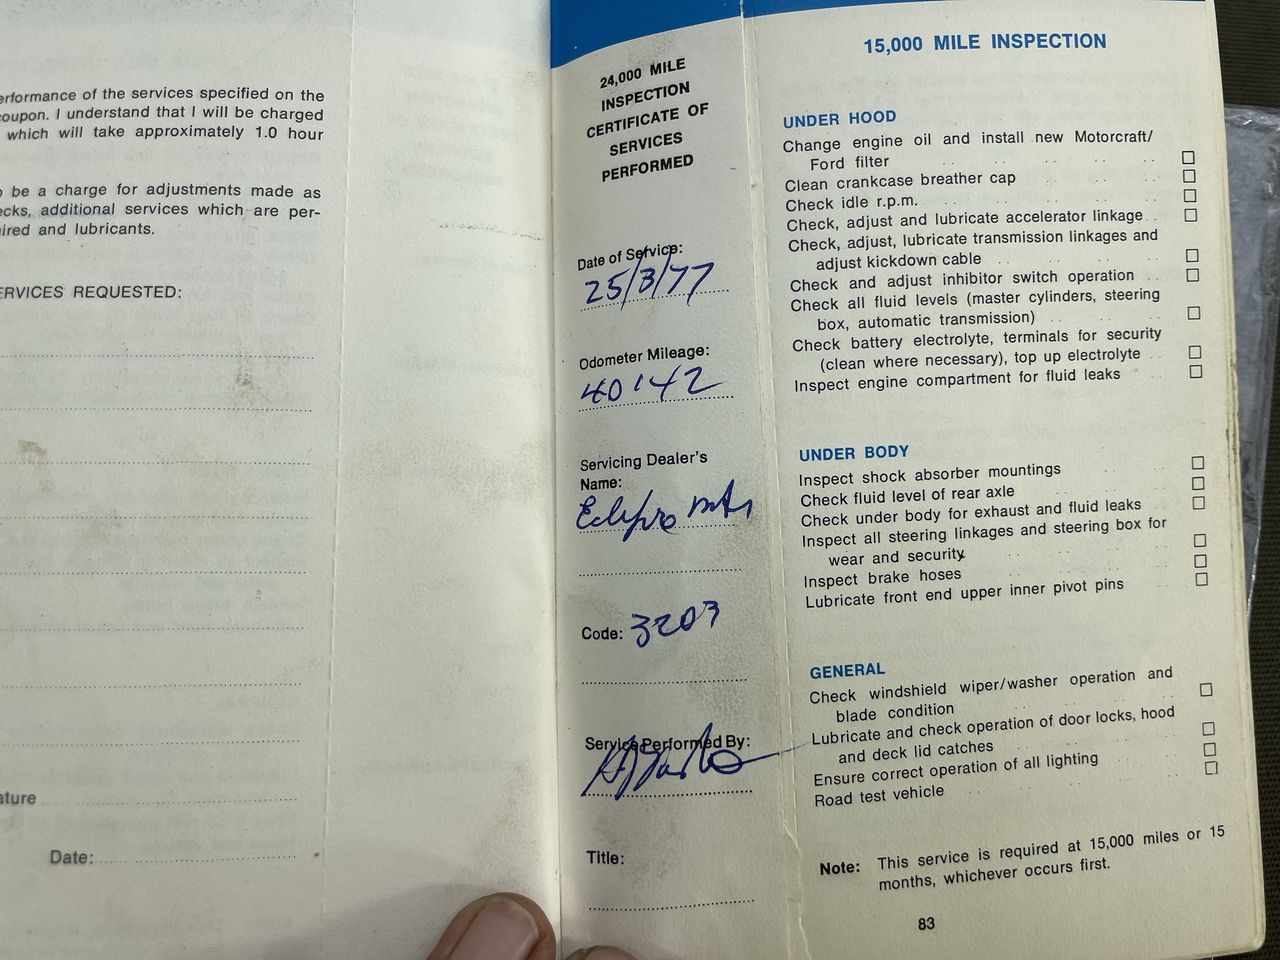 erformance of the services specified on the
coupon. I understand that I will be charged
which will take approximately 1.0 hour
be a charge for adjustments made as
ecks, additional services which are per-
ired and lubricants.
ERVICES REQUESTED:
ature
Date:
24,000 MILE
INSPECTION
CERTIFICATE OF
SERVICES
PERFORMED
Date of Service:
25/3/77
Odometer Mileage:
40'142
Servicing Dealer's
Name:
Code: 3203
Service Performed By:
Title:
15,000 MILE INSPECTION
UNDER HOOD
Change engine oil and install new Motorcraft/
Ford filter
Clean crankcase breather cap
Check idle r.p.m.
Check, adjust and lubricate accelerator linkage
Check, adjust, lubricate transmission linkages and
adjust kickdown cable
Check and adjust inhibitor switch operation
Check all fluid levels (master cylinders, steering
box, automatic transmission)
Check battery electrolyte, terminals for security
(clean where necessary), top up electrolyte
Inspect engine compartment for fluid leaks
UNDER BODY
Inspect shock absorber mountings
Check fluid level of rear axle
Check under body for exhaust and fluid leaks
Inspect all steering linkages and steering box for
wear and security
Inspect brake hoses
Lubricate front end upper inner pivot pins
GENERAL
Check windshield wiper/washer operation and
blade condition
Lubricate and check operation of door locks, hood
and deck lid catches
Ensure correct operation of all lighting
Road test vehicle
Note: This service is required at 15,000 miles or 15
months, whichever occurs first.
83